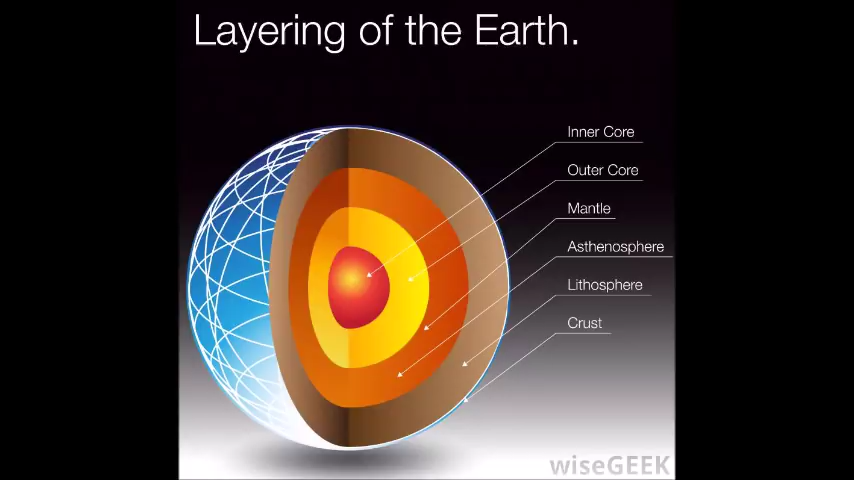 Layering of the Earth.
Inner Core
Outer Core
Mantle
Asthenosphere
Lithosphere
Crust
wiseGEEK